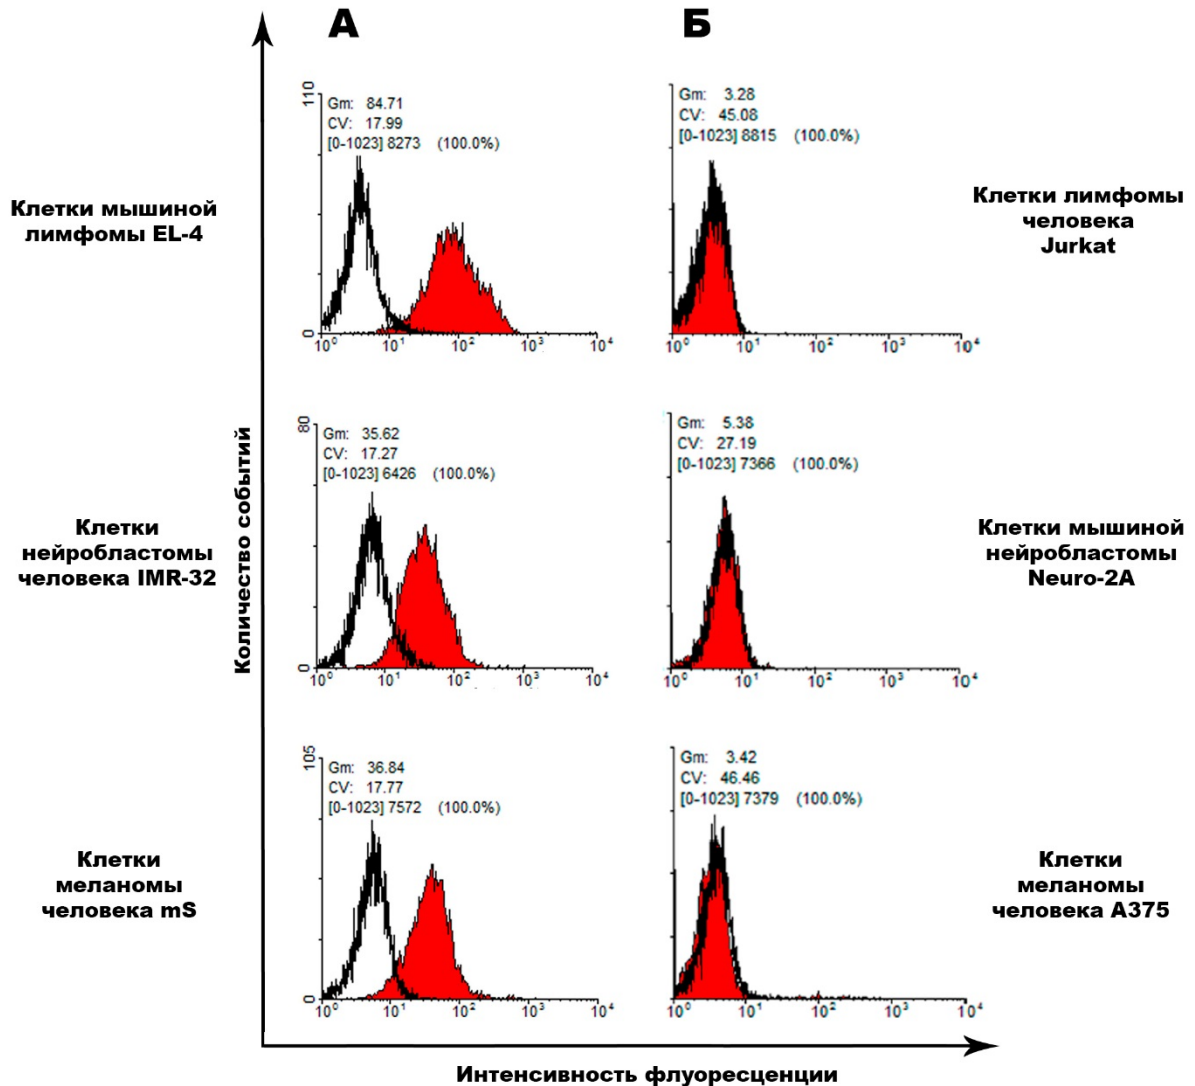 А
Б
Количество событий
Клетки мышиной
лимфомы EL-4
110
0
Gm: 84.71
CV: 17.99
[0-1023] 8273 (100.0%)
10⁰ 10¹ 10² 10³ 10⁴
Gm: 3.28
CV: 45.08
[0-1023] 8815 (100.0%)
10⁰ 10¹ 10² 10³ 10⁴
Клетки лимфомы
человека
Jurkat
Клетки
нейробластомы
человека IMR-32
80
0
Gm: 35.62
CV: 17.27
[0-1023] 6426 (100.0%)
10⁰ 10¹ 10² 10³ 10⁴
Gm: 5.38
CV: 27.19
[0-1023] 7366 (100.0%)
10⁰ 10¹ 10² 10³ 10⁴
Клетки мышиной
нейробластомы
Neuro-2A
Клетки
меланомы
человека mS
105
0
Gm: 36.84
CV: 17.77
[0-1023] 7572 (100.0%)
10⁰ 10¹ 10² 10³ 10⁴
Gm: 3.42
CV: 46.46
[0-1023] 7379 (100.0%)
10⁰ 10¹ 10² 10³ 10⁴
Клетки
меланомы
человека A375
Интенсивность флуоресценции